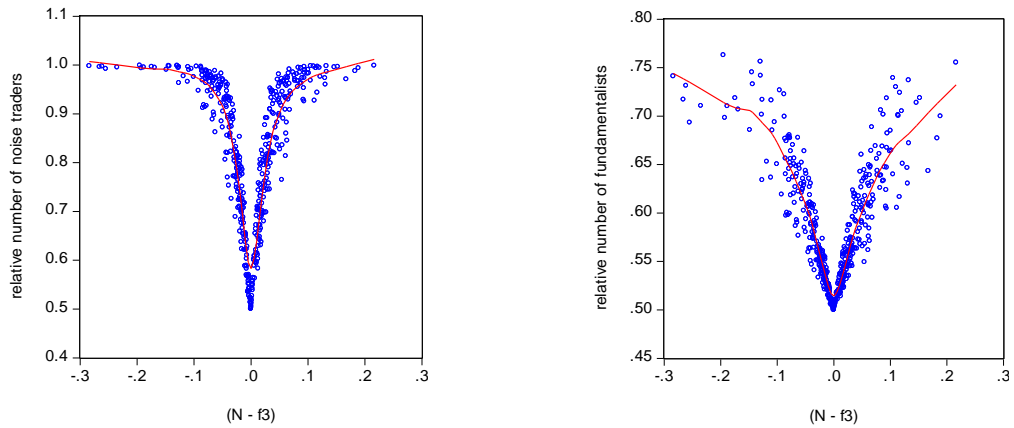 relative number of noise traders
1.1
1.0
0.9
0.8
0.7
0.6
0.5
0.4
-.3 -.2 -.1 .0 .1 .2 .3
(N - f3)
relative number of fundamentalists
.80
.75
.70
.65
.60
.55
.50
.45
-.3 -.2 -.1 .0 .1 .2 .3
(N - f3)